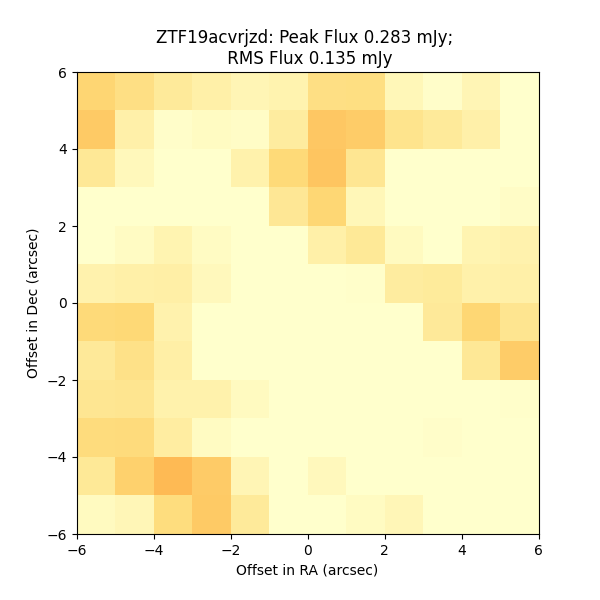 ZTF19acvrjzd: Peak Flux 0.283 mJy;
RMS Flux 0.135 mJy
6
4
2
0
−2
−4
−6
Offset in Dec (arcsec)
−6 −4 −2 0 2 4 6
Offset in RA (arcsec)